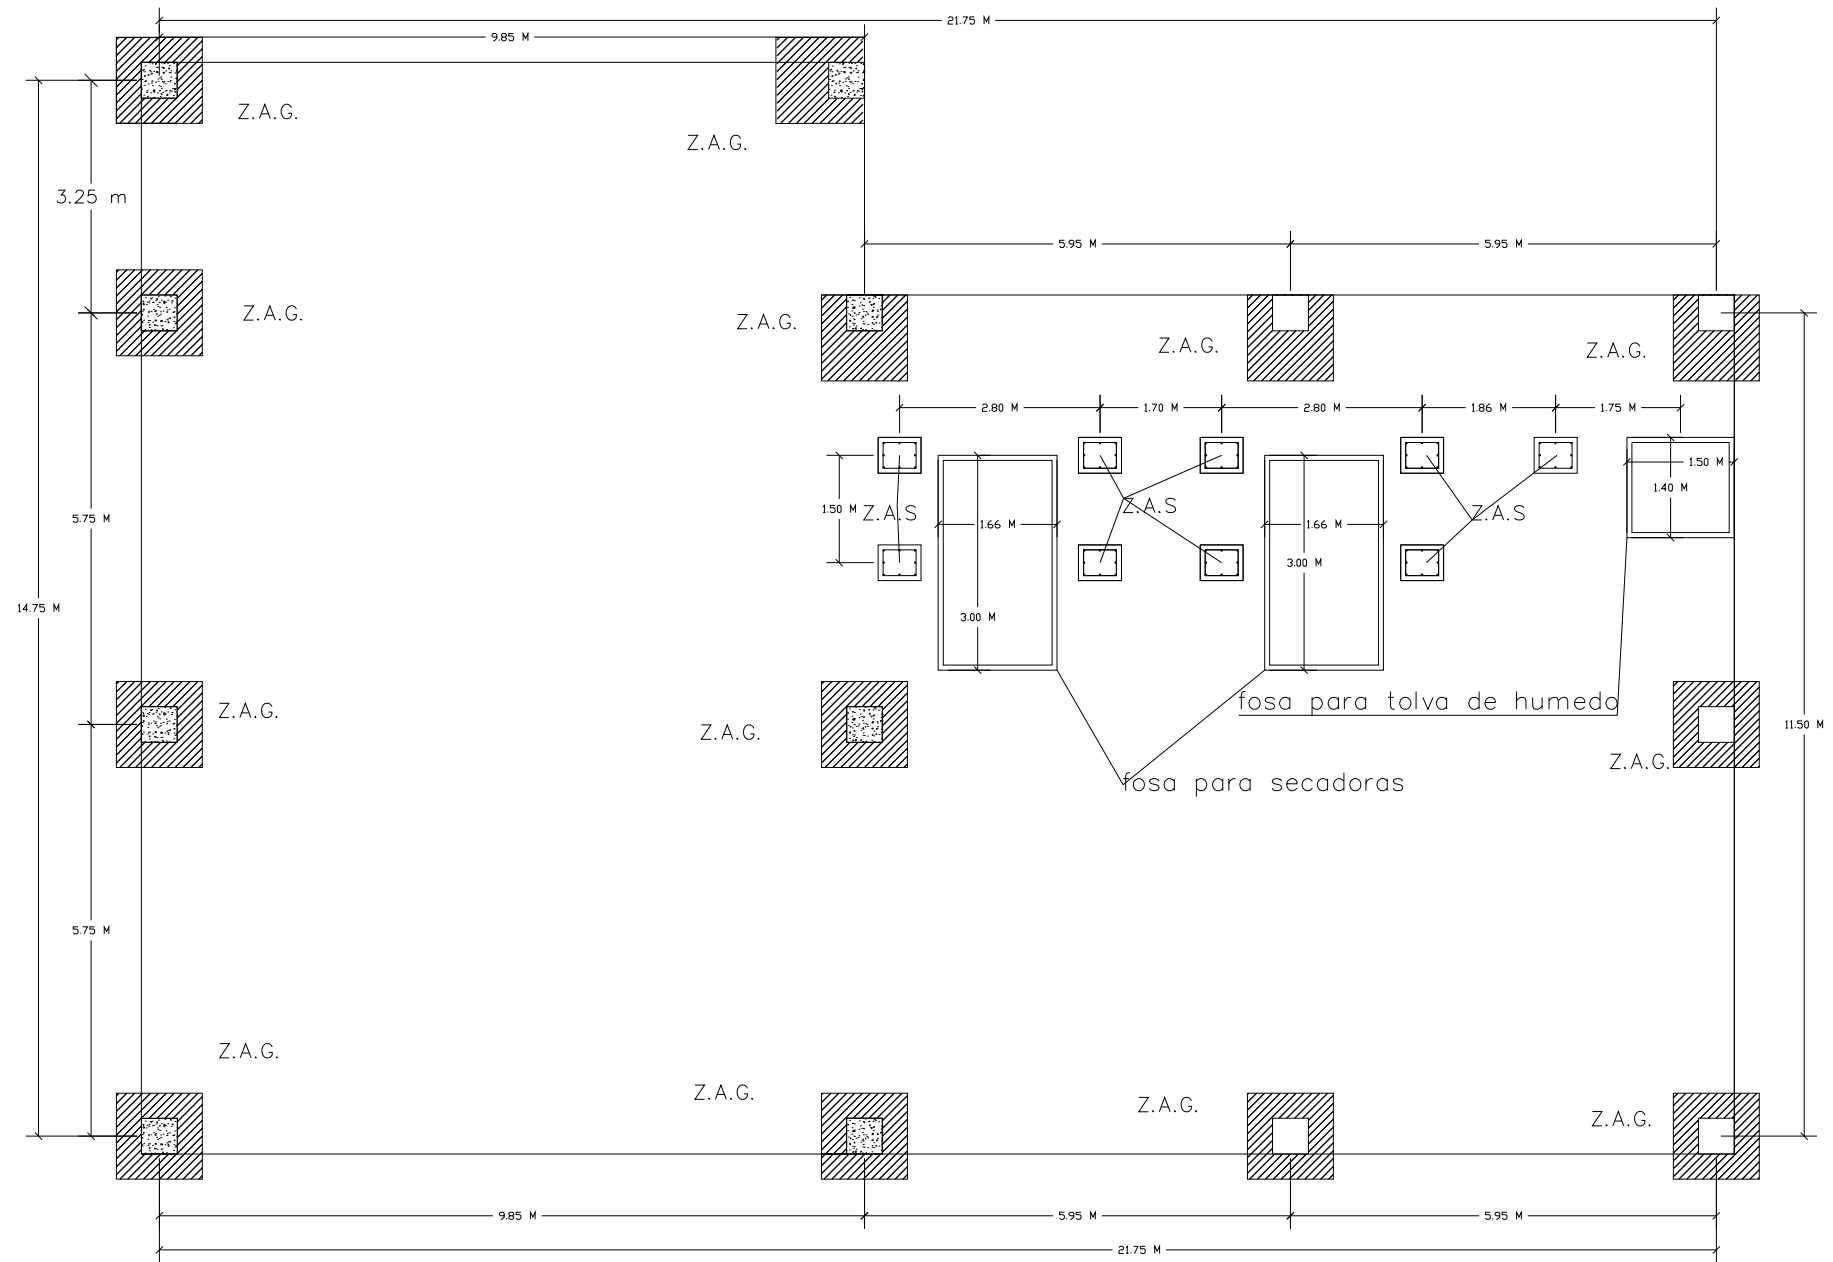 21.75 M
9.85 M
Z.A.G.
Z.A.G.
3.25 m
5.95 M
5.95 M
Z.A.G.
Z.A.G.
Z.A.G.
Z.A.G.
2.80 M
1.70 M
2.80 M
1.86 M
1.75 M
1.50 M
1.40 M
1.50 M
Z.A.S
Z.A.S
Z.A.S
5.75 M
1.66 M
1.66 M
3.00 M
14.75 M
3.00 M
fosa para tolva de humedo
Z.A.G.
Z.A.G.
11.50 M
Z.A.G.
fosa para secadoras
5.75 M
Z.A.G.
Z.A.G.
Z.A.G.
Z.A.G.
9.85 M
5.95 M
5.95 M
21.75 M